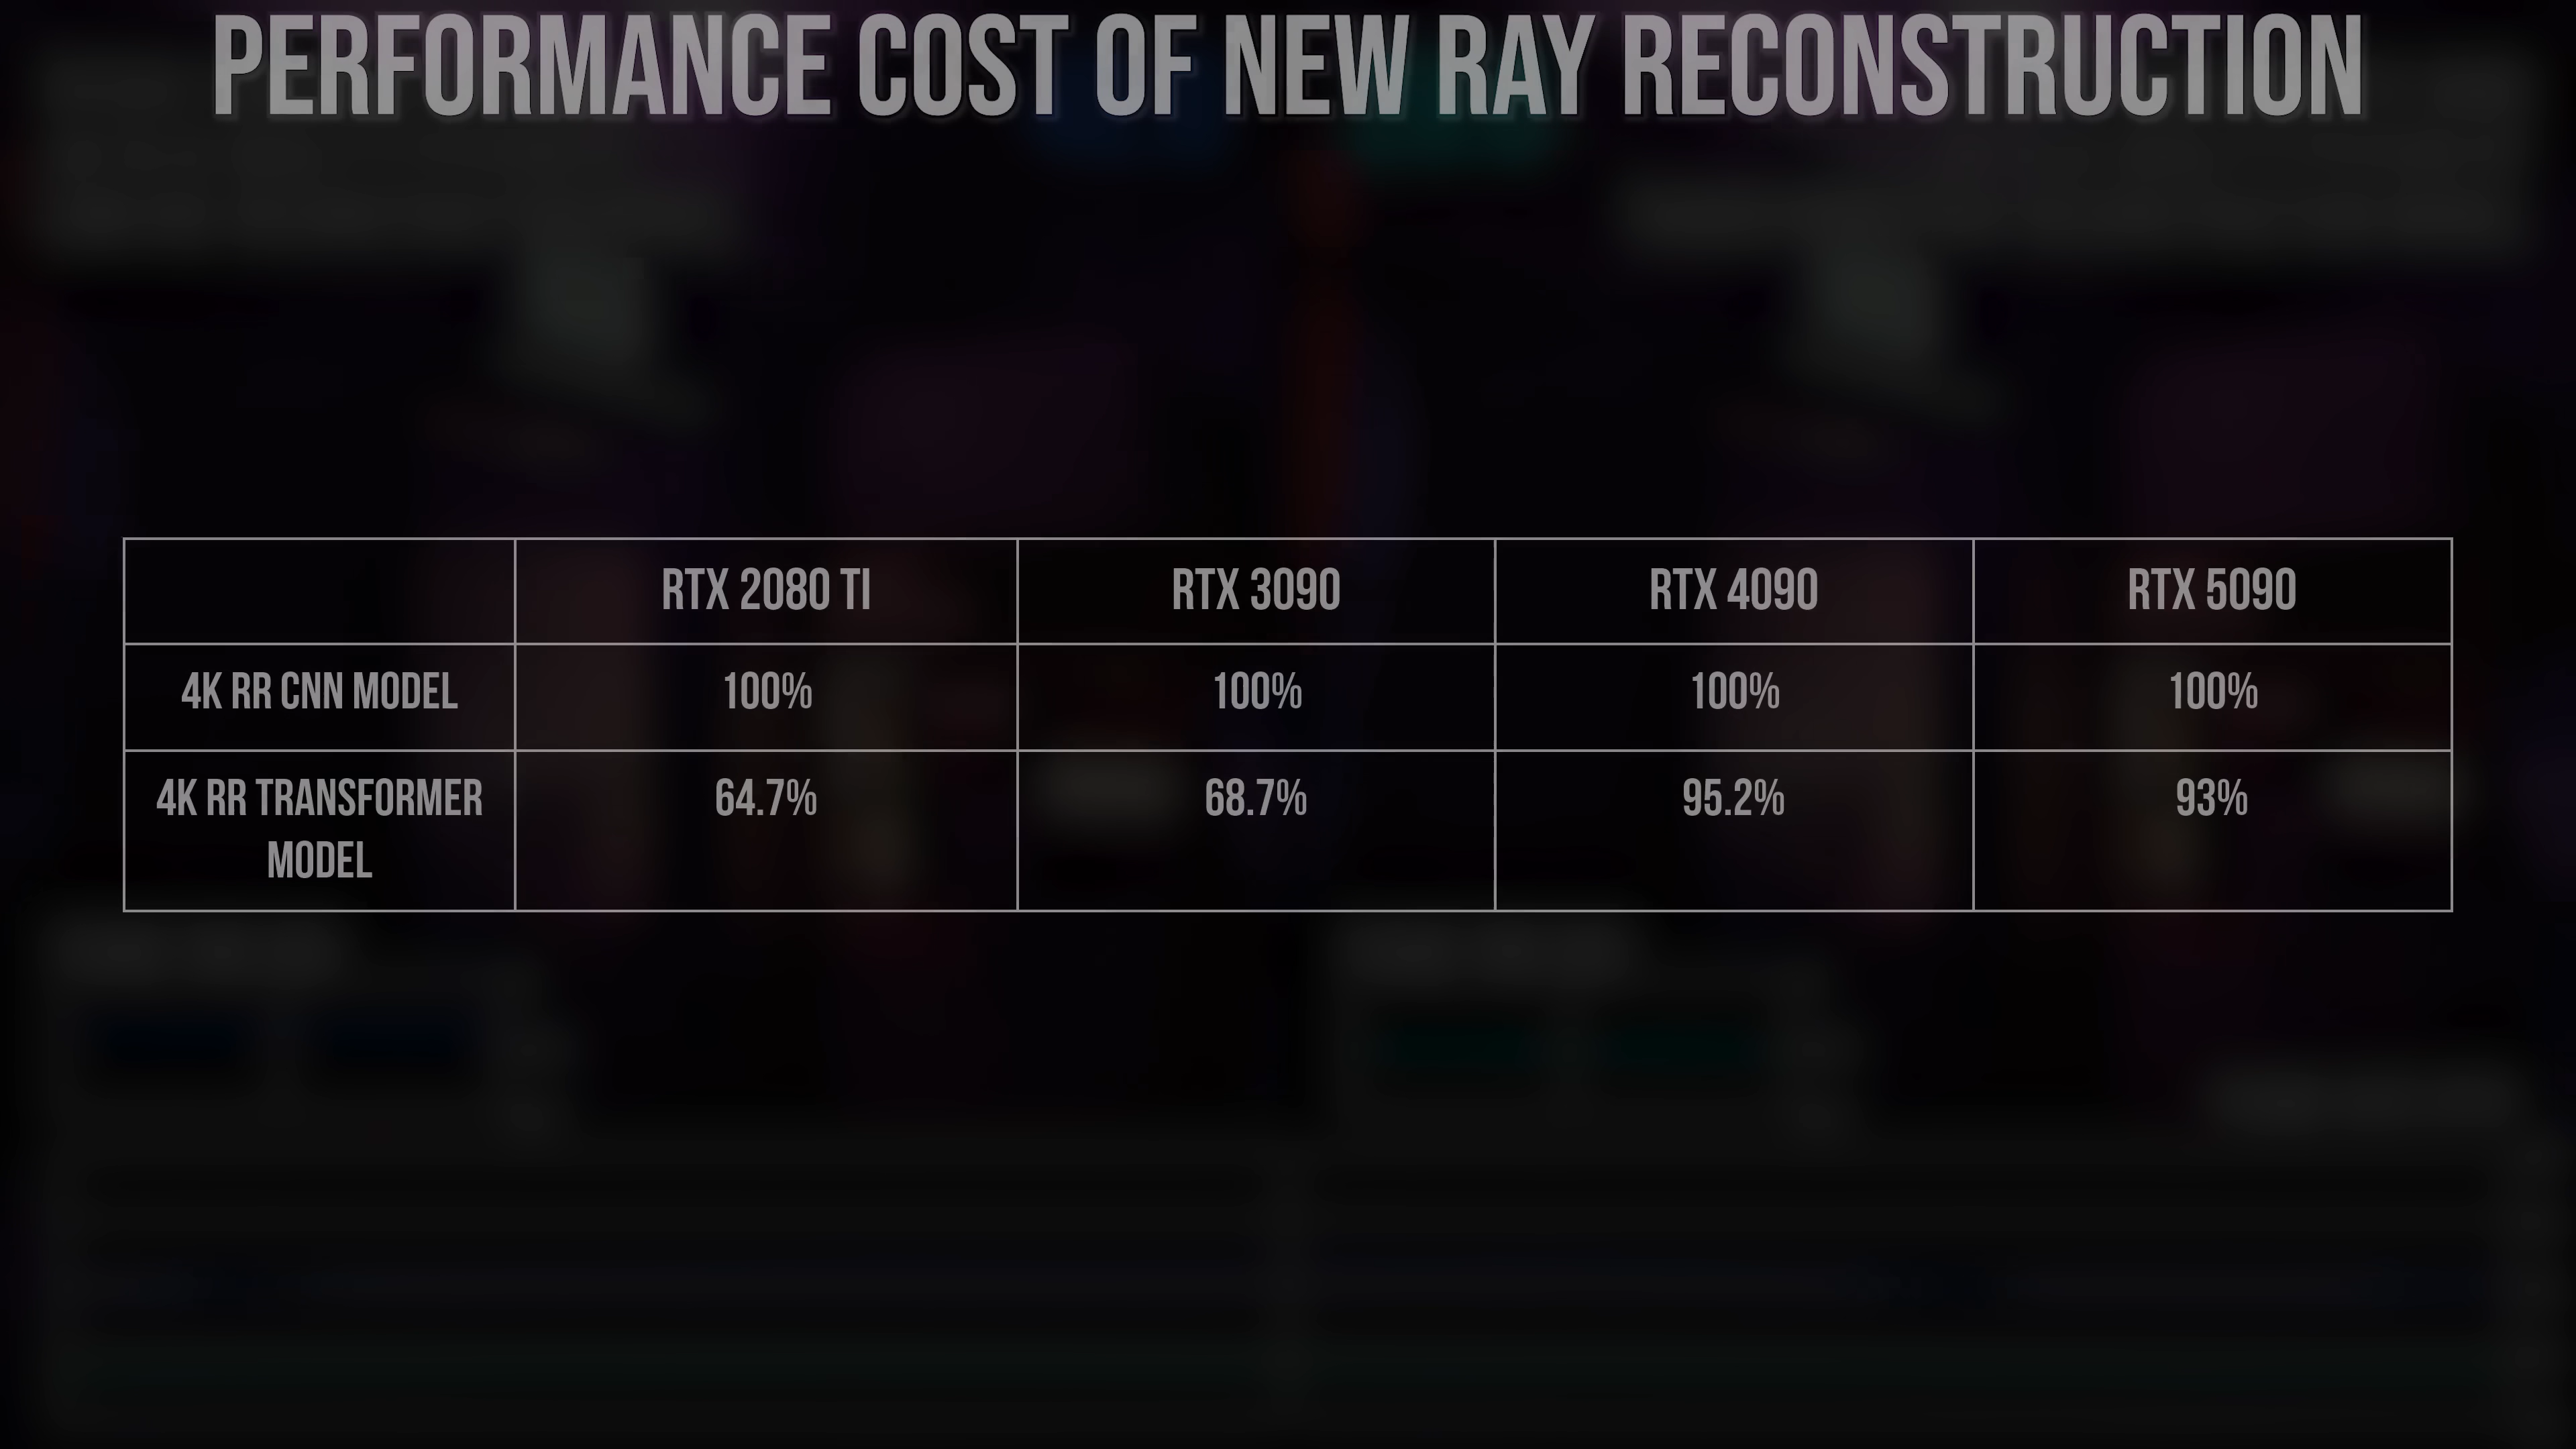 PERFORMANCE COST OF NEW RAY RECONSTRUCTION
RTX 2080 TI RTX 3090 RTX 4090 RTX 5090
4K RR CNN MODEL 100% 100% 100% 100%
4K RR TRANSFORMER 64.7% 68.7% 95.2% 93%
MODEL